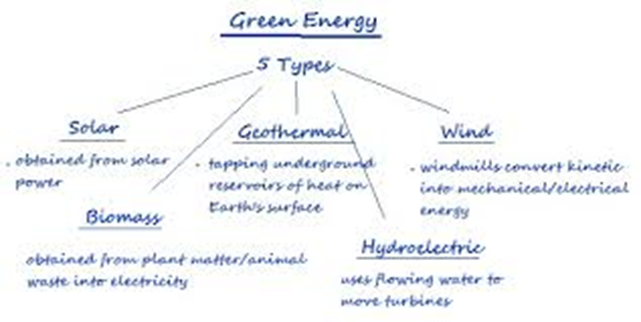 Green Energy
5 Types
Solar
. obtained from solar
power
Geothermal
. tapping underground
reservoirs of heat on
Earth's surface
Wind
. windmills convert kinetic
into mechanical/electrical
energy
Biomass
obtained from plant matter/animal
waste into electricity
Hydroelectric
uses flowing water to
move turbines